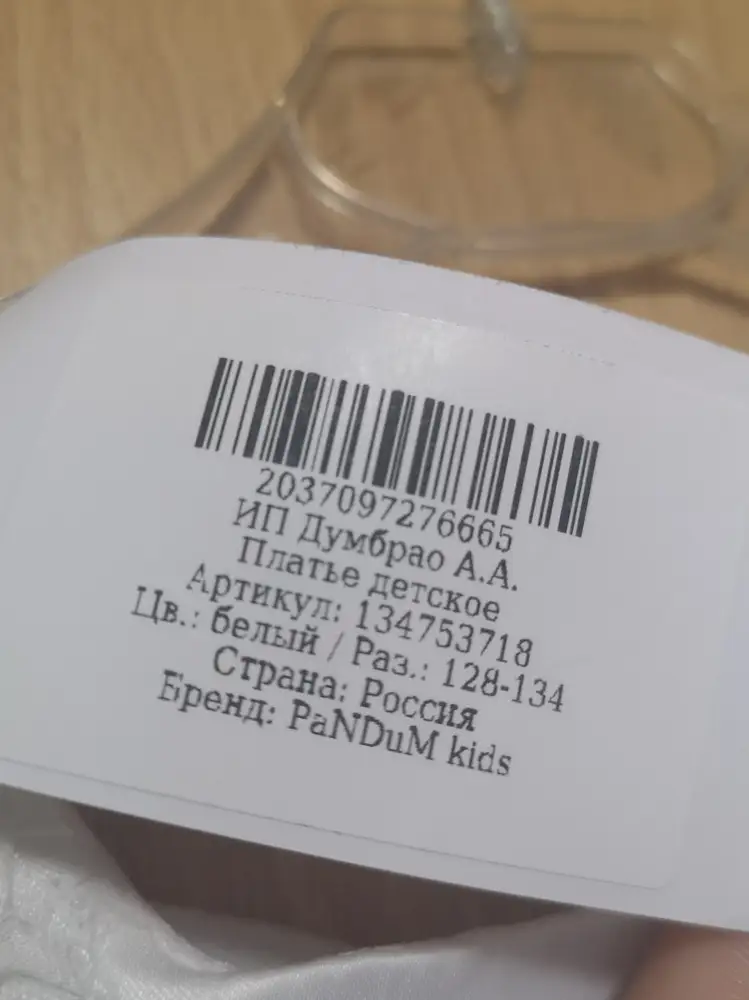 2037097276665
ИП Думбрао А.А.
Платье детское
Артикул: 134753718
Цв.: белый / Раз.: 128-134
Страна: Россия
Бренд: PaNDuM kids